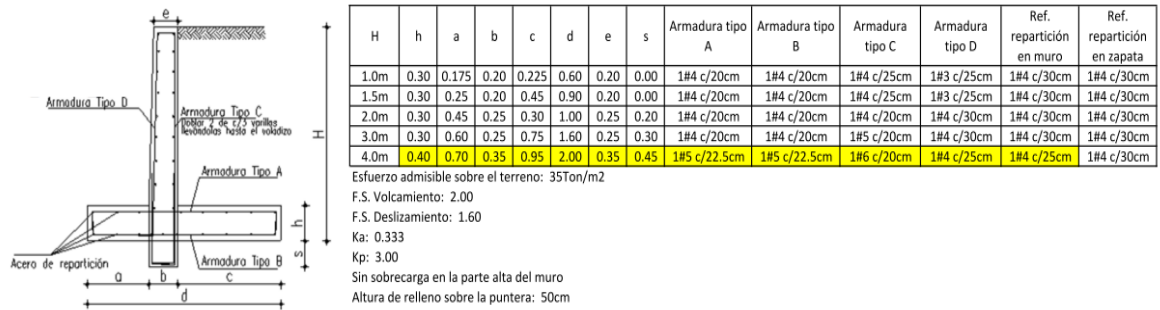 e
H
Armadura Tipo D
Armadura Tipo C
Doblar 2 de c/3 varillas
llevándolas hasta el voladizo
Armadura Tipo A
h
s
Armadura Tipo B
Acero de repartición
a b c
d
H h a b c d e s Armadura tipo A Armadura tipo B Armadura tipo C Armadura tipo D Ref. repartición en muro Ref. repartición en zapata
1.0m 0.30 0.175 0.20 0.225 0.60 0.20 0.00 1#4 c/20cm 1#4 c/20cm 1#4 c/25cm 1#3 c/25cm 1#4 c/30cm 1#4 c/30cm
1.5m 0.30 0.25 0.20 0.45 0.90 0.20 0.00 1#4 c/20cm 1#4 c/20cm 1#4 c/25cm 1#3 c/25cm 1#4 c/30cm 1#4 c/30cm
2.0m 0.30 0.45 0.25 0.30 1.00 0.25 0.20 1#4 c/20cm 1#4 c/20cm 1#4 c/20cm 1#4 c/30cm 1#4 c/30cm 1#4 c/30cm
3.0m 0.30 0.60 0.25 0.75 1.60 0.25 0.30 1#4 c/20cm 1#4 c/20cm 1#5 c/20cm 1#4 c/30cm 1#4 c/30cm 1#4 c/30cm
4.0m 0.40 0.70 0.35 0.95 2.00 0.35 0.45 1#5 c/22.5cm 1#5 c/22.5cm 1#6 c/20cm 1#4 c/25cm 1#4 c/25cm 1#4 c/30cm
Esfuerzo admisible sobre el terreno: 35Ton/m2
F.S. Volcamiento: 2.00
F.S. Deslizamiento: 1.60
Ka: 0.333
Kp: 3.00
Sin sobrecarga en la parte alta del muro
Altura de relleno sobre la puntera: 50cm